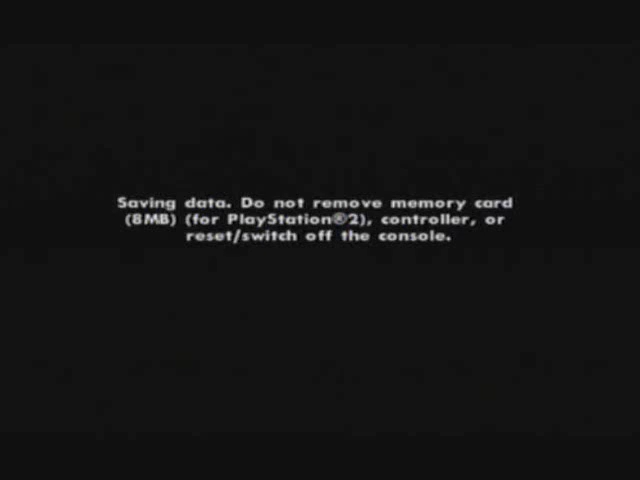 Saving data. Do not remove memory card
(8MB) (for PlayStation®2), controller, or
reset/switch off the console.